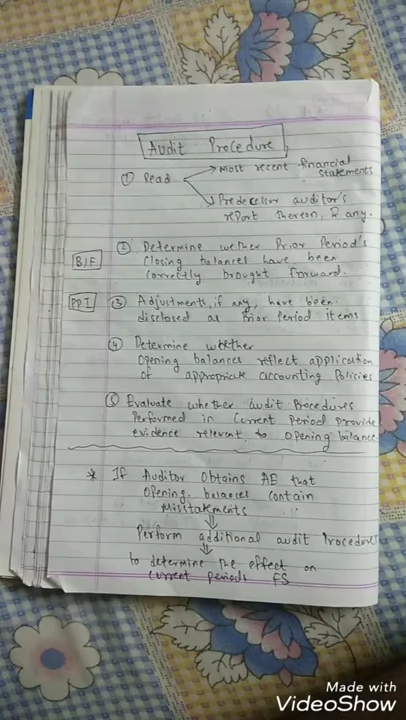 Audit Procedure
① Read → Most recent financial
statements
→ Predecessor auditor's
report thereon, if any.
② Determine wether Prior Period's
B/F closing balances have been
correctly brought forward.
PPI ③ Adjustments, if any, have been
disclosed as Prior Period items
④ Determine whether
Opening balances reflect application
of appropriate accounting Policies
⑤ Evaluate whether audit Procedures
Performed in Current Period Provide
evidence relevent to Opening balance
* If Auditor Obtains AE that
Opening balances contain
Misstatements
⇓
Perform additional audit Procedures
⇓
to determine the effect on
Current periods FS
Made with
VideoShow